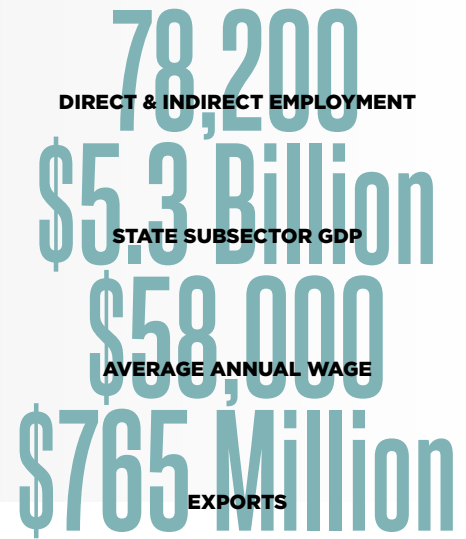 78,200
DIRECT & INDIRECT EMPLOYMENT
$5.3 Billion
STATE SUBSECTOR GDP
$58,000
AVERAGE ANNUAL WAGE
$765 Million
EXPORTS